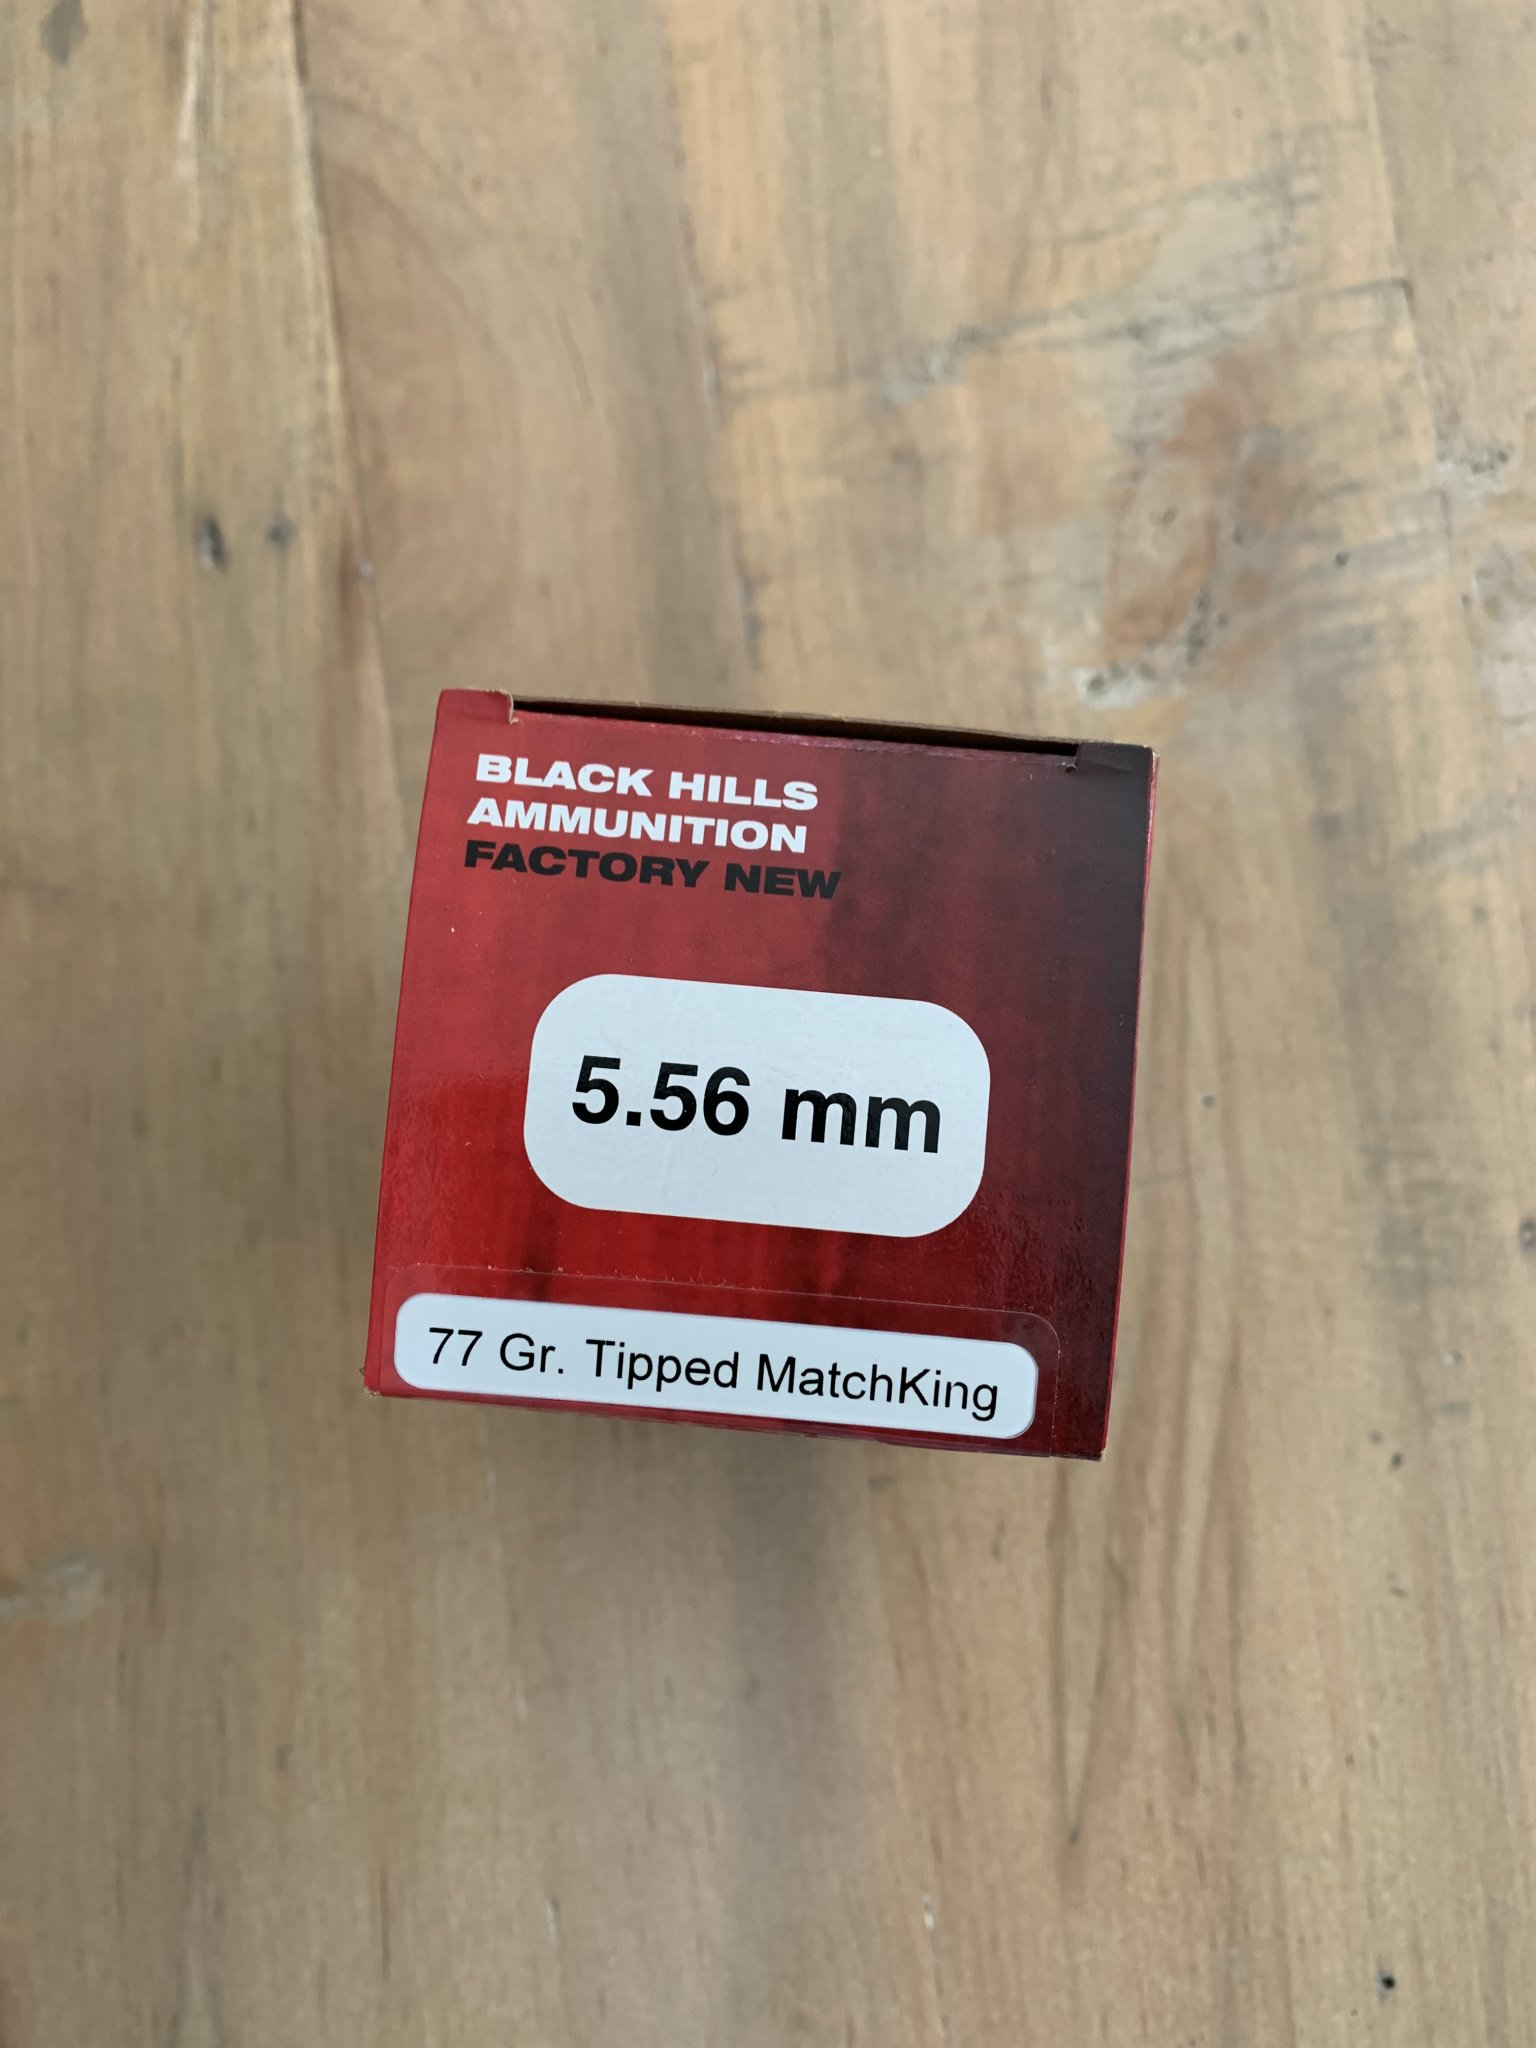 BLACK HILLS
AMMUNITION
FACTORY NEW
5.56 mm
77 Gr. Tipped MatchKing